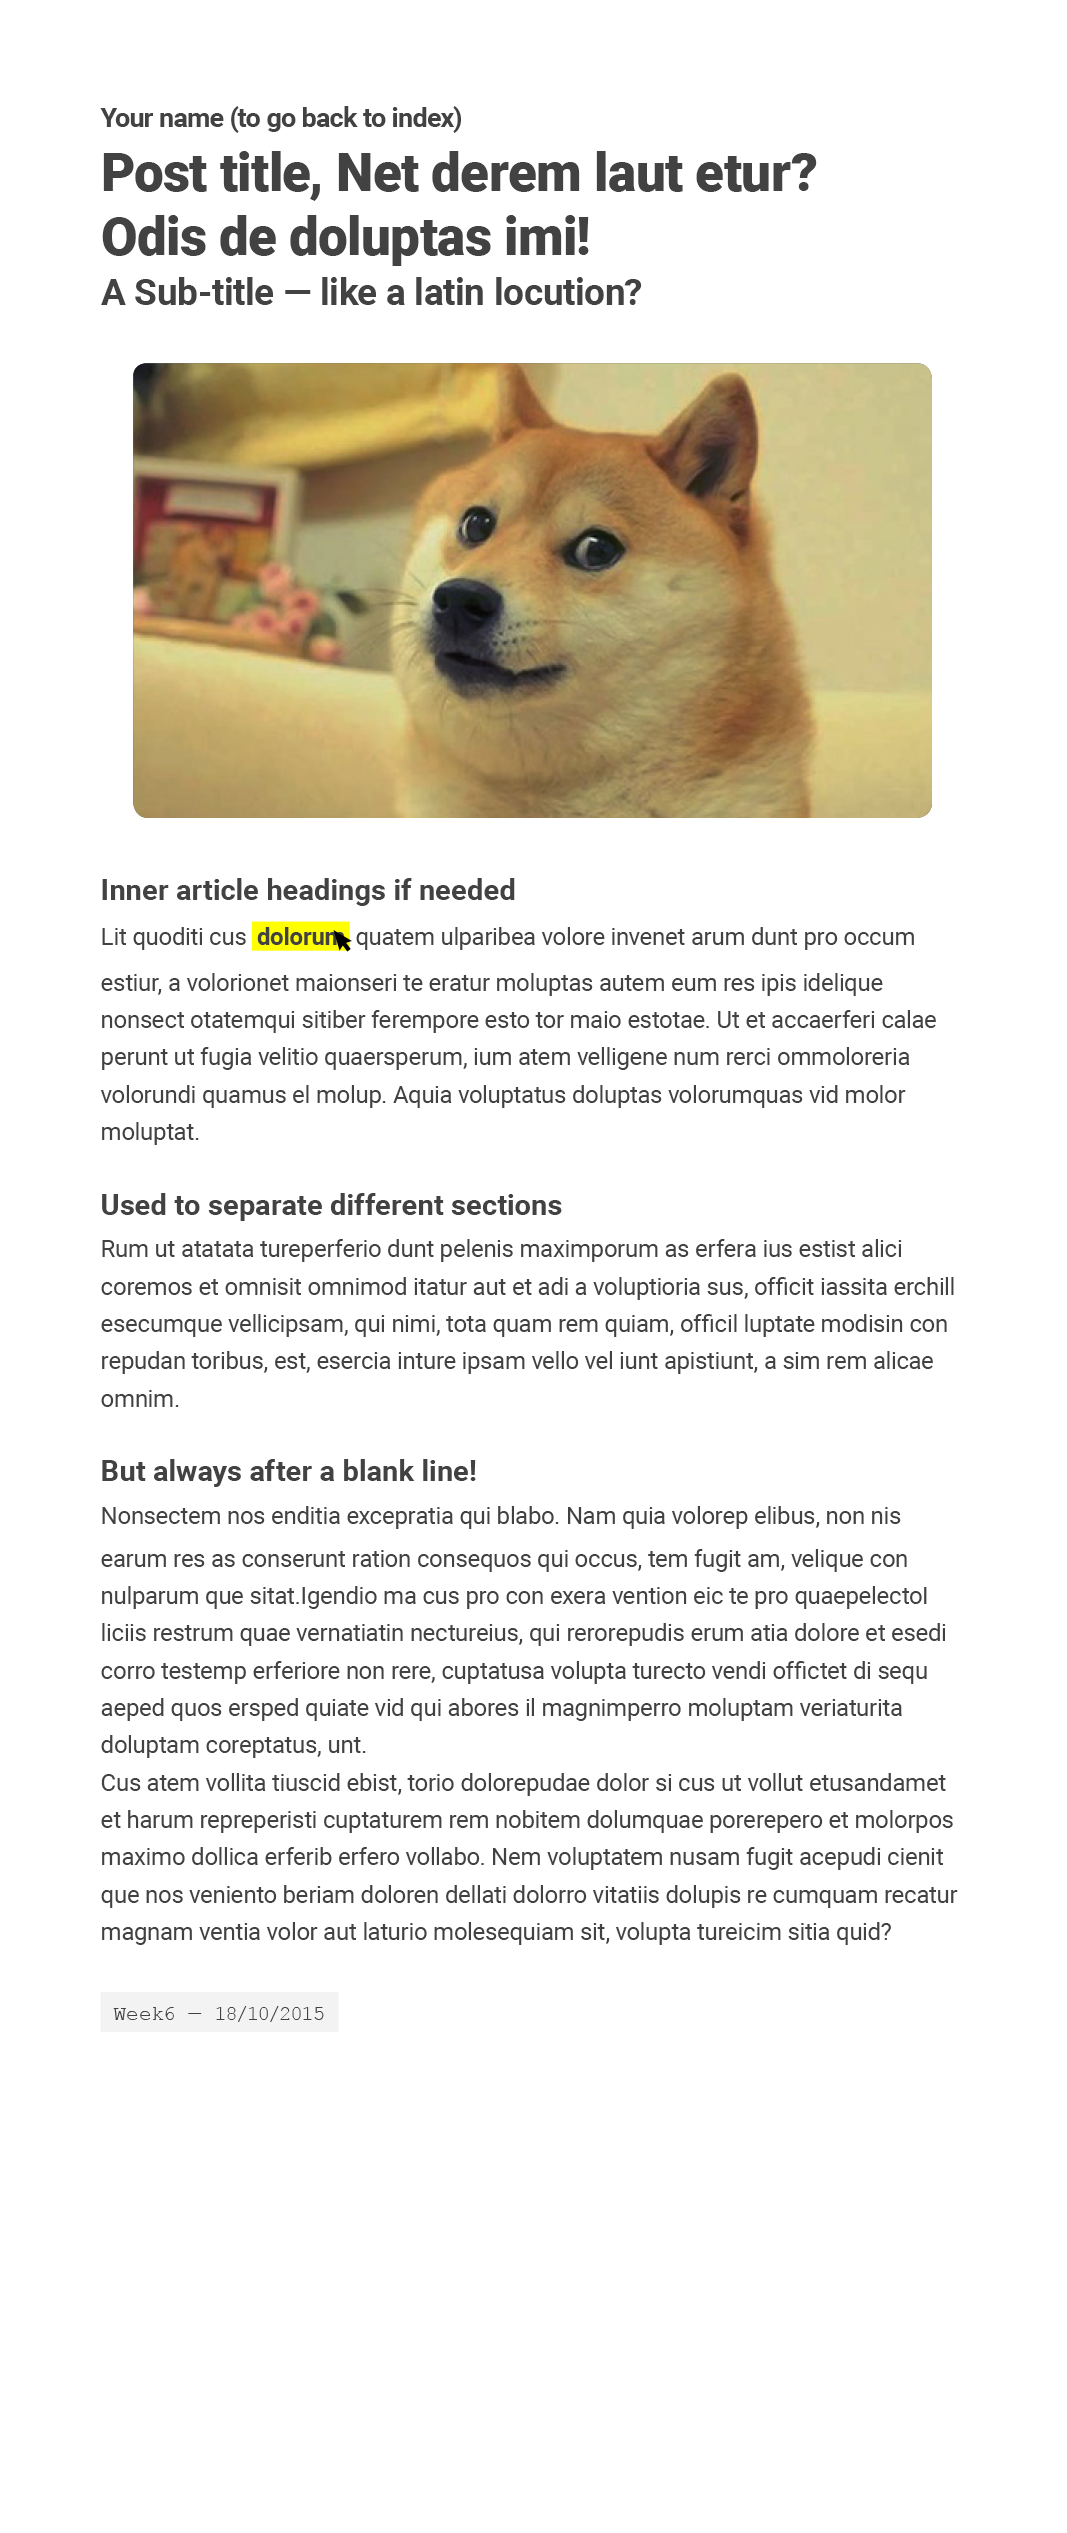 Your name (to go back to index)
Post title, Net derem laut etur?
Odis de doluptas imi!
A Sub-title — like a latin locution?
Inner article headings if needed
Lit quoditi cus dolorum quatem ulparibea volore invenet arum dunt pro occum
estiur, a volorionet maionseri te eratur moluptas autem eum res ipis idelique
nonsect otatemqui sitiber ferempore esto tor maio estotae. Ut et accaerferi calae
perunt ut fugia velitio quaersperum, ium atem velligene num rerci ommoloreria
volorundi quamus el molup. Aquia voluptatus doluptas volorumquas vid molor
moluptat.
Used to separate different sections
Rum ut atatata tureperferio dunt pelenis maximporum as erfera ius estist alici
coremos et omnisit omnimod itatur aut et adi a voluptioria sus, officit iassita erchill
esecumque vellicipsam, qui nimi, tota quam rem quiam, officil luptate modisin con
repudan toribus, est, esercia inture ipsam vello vel iunt apistiunt, a sim rem alicae
omnim.
But always after a blank line!
Nonsectem nos enditia excepratia qui blabo. Nam quia volorep elibus, non nis
earum res as conserunt ration consequos qui occus, tem fugit am, velique con
nulparum que sitat.Igendio ma cus pro con exera vention eic te pro quaepelectoI
liciis restrum quae vernatiatin nectureius, qui rerorepudis erum atia dolore et esedi
corro testemp erferiore non rere, cuptatusa volupta turecto vendi offictet di sequ
aeped quos ersped quiate vid qui abores il magnimperro moluptam veriaturita
doluptam coreptatus, unt.
Cus atem vollita tiuscid ebist, torio dolorepudae dolor si cus ut vollut etusandamet
et harum repreperisti cuptaturem rem nobitem dolumquae porerepero et molorpos
maximo dollica erferib erfero vollabo. Nem voluptatem nusam fugit acepudi cienit
que nos veniento beriam doloren dellati dolorro vitatiis dolupis re cumquam recatur
magnam ventia volor aut laturio molesequiam sit, volupta tureicim sitia quid?
Week6 — 18/10/2015